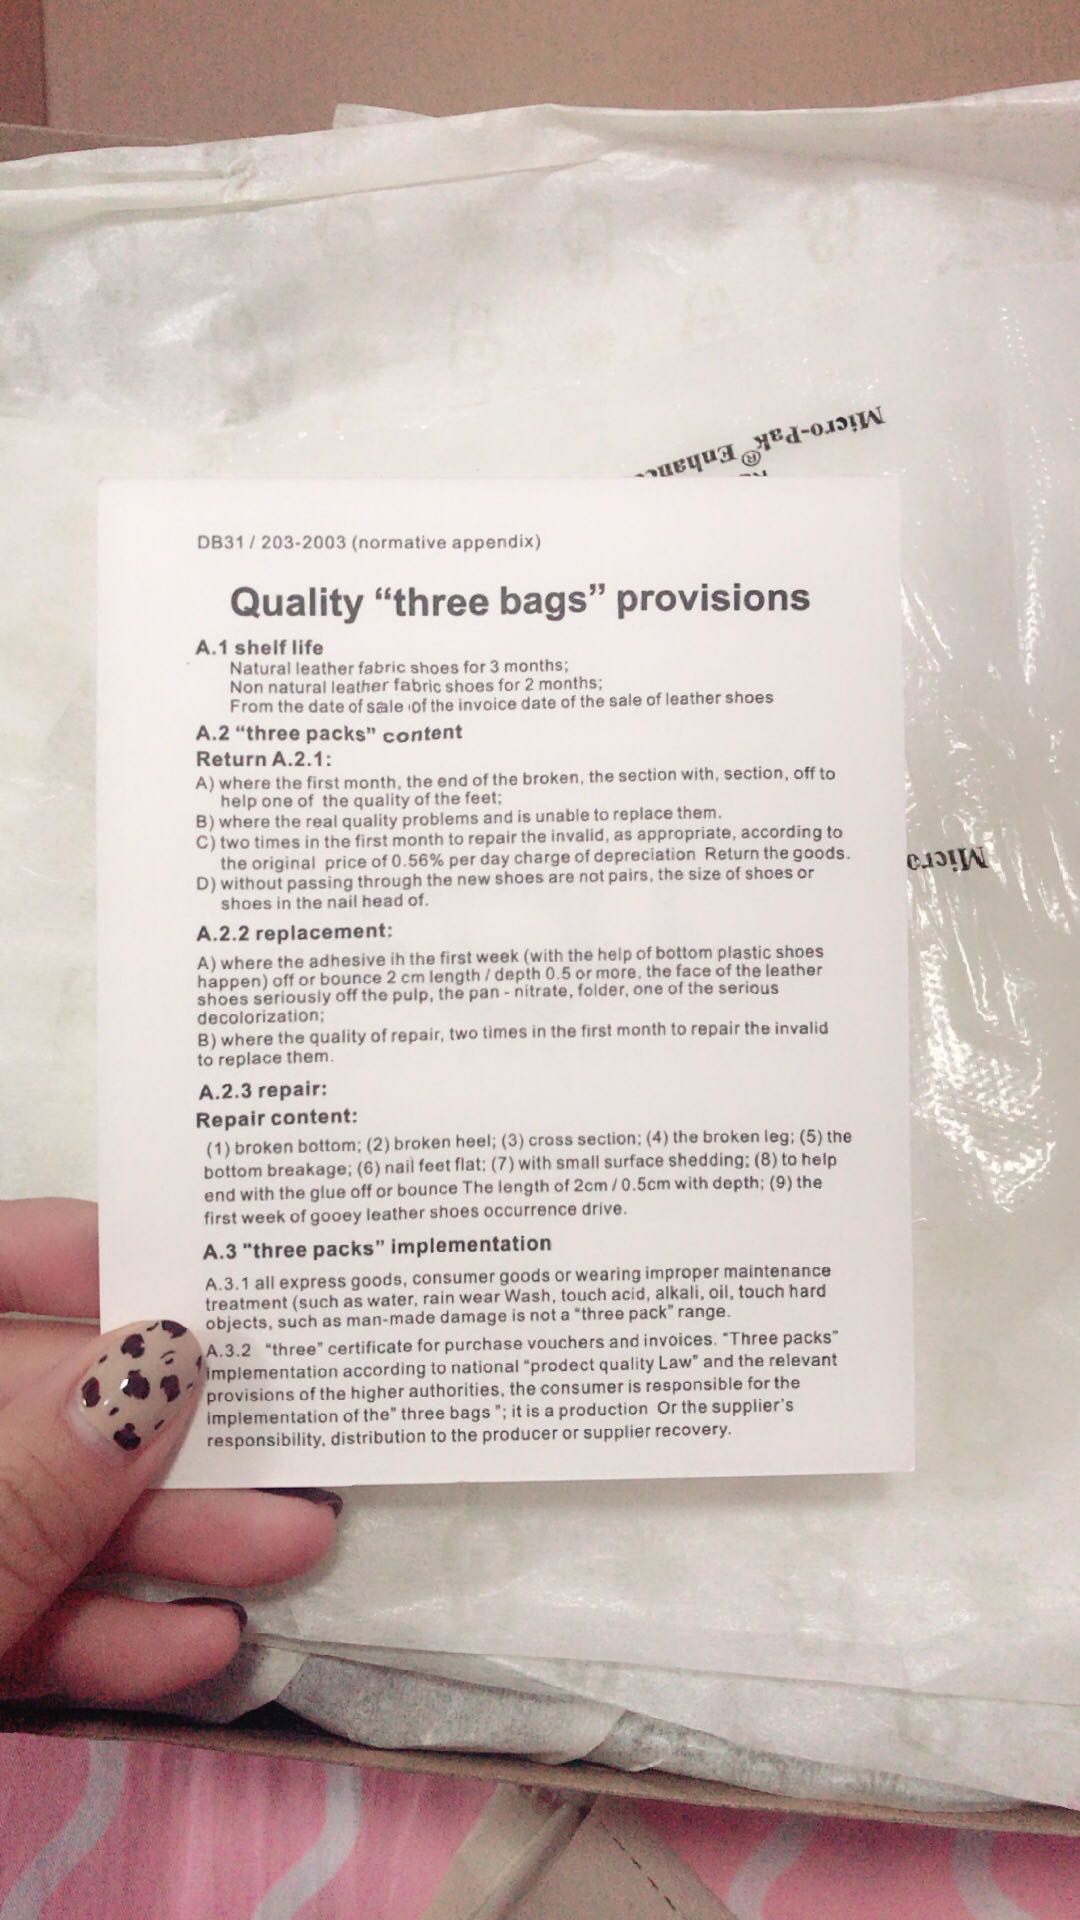 Micro-Pak® Enhanc
DB31 / 203-2003 (normative appendix)
Quality “three bags” provisions
A.1 shelf life
Natural leather fabric shoes for 3 months;
Non natural leather fabric shoes for 2 months;
From the date of sale of the invoice date of the sale of leather shoes
A.2 “three packs” content
Return A.2.1:
A) where the first month, the end of the broken, the section with, section, off to
help one of the quality of the feet;
B) where the real quality problems and is unable to replace them.
C) two times in the first month to repair the invalid, as appropriate, according to
the original price of 0.56% per day charge of depreciation Return the goods.
D) without passing through the new shoes are not pairs, the size of shoes or
shoes in the nail head of.
A.2.2 replacement:
A) where the adhesive ih the first week (with the help of bottom plastic shoes
happen) off or bounce 2 cm length / depth 0.5 or more, the face of the leather
shoes seriously off the pulp, the pan - nitrate, folder, one of the serious
decolorization;
B) where the quality of repair, two times in the first month to repair the invalid
to replace them.
A.2.3 repair:
Repair content:
(1) broken bottom; (2) broken heel; (3) cross section; (4) the broken leg; (5) the
bottom breakage; (6) nail feet flat; (7) with small surface shedding; (8) to help
end with the glue off or bounce The length of 2cm / 0.5cm with depth; (9) the
first week of gooey leather shoes occurrence drive.
A.3 "three packs” implementation
A.3.1 all express goods, consumer goods or wearing improper maintenance
treatment (such as water, rain wear Wash, touch acid, alkali, oil, touch hard
objects, such as man-made damage is not a “three pack” range.
A.3.2 “three” certificate for purchase vouchers and invoices. “Three packs”
implementation according to national “prodect quality Law” and the relevant
provisions of the higher authorities, the consumer is responsible for the
implementation of the” three bags ”; it is a production Or the supplier's
responsibility, distribution to the producer or supplier recovery.
Micro